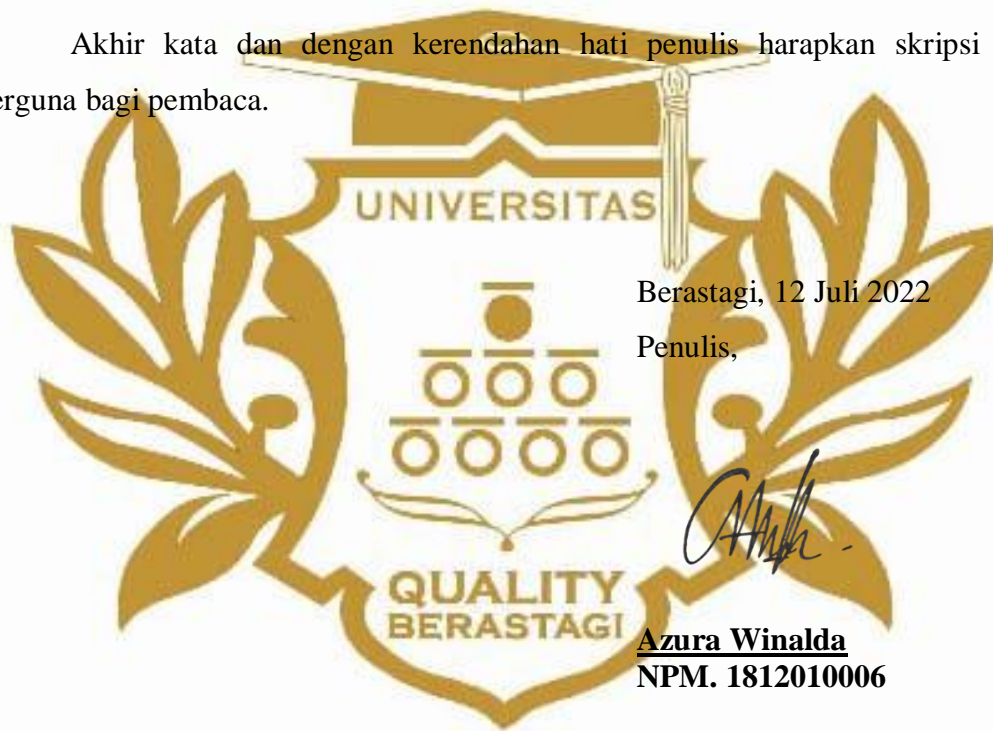 Akhir kata dan dengan kerendahan hati penulis harapkan skripsi
erguna bagi pembaca.
UNIVERSITAS
Berastagi, 12 Juli 2022
Penulis,
QUALITY
BERASTAGI
Azura Winalda
NPM. 1812010006